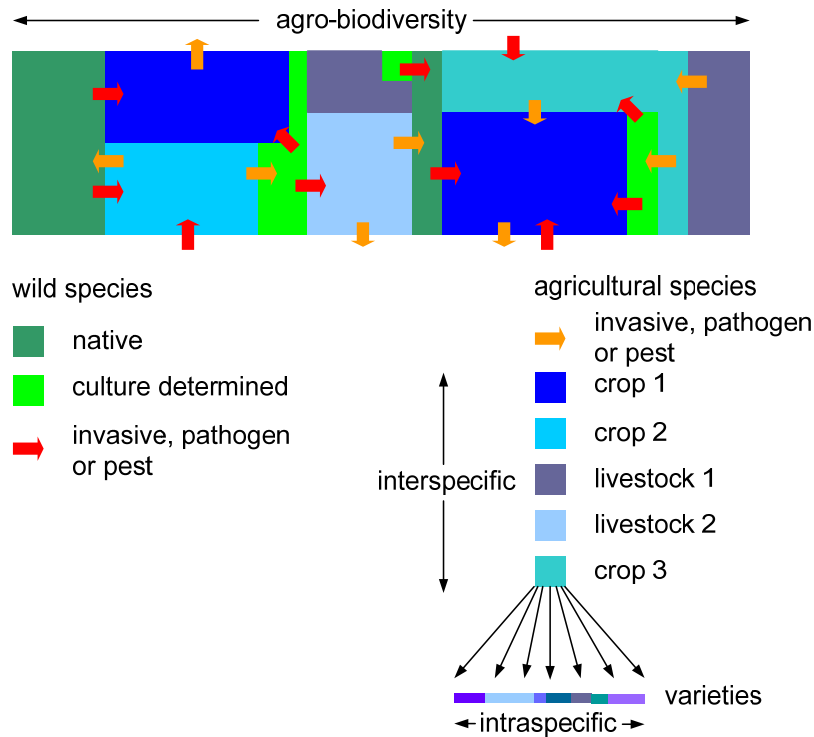 agro-biodiversity
wild species
native
culture determined
invasive, pathogen
or pest
agricultural species
invasive, pathogen
or pest
crop 1
crop 2
interspecific
livestock 1
livestock 2
crop 3
varieties
intraspecific